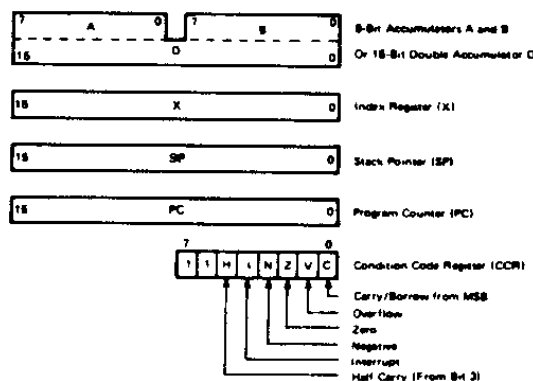 7 A 0 7 B 0 8-Bit Accumulators A and B
15 D 0 Or 16-Bit Double Accumulator D
15 X 0 Index Register (X)
15 SP 0 Stack Pointer (SP)
15 PC 0 Program Counter (PC)
7 0
1 1 H I N Z V C Condition Code Register (CCR)
Carry/Borrow from MSB
Overflow
Zero
Negative
Interrupt
Half Carry (From Bit 3)